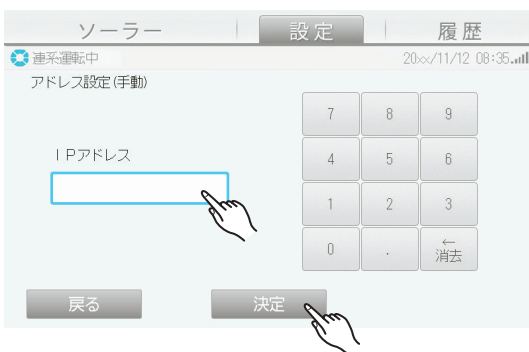 ソーラー 設定 履歴
連系運転中 20××/11/12 08:35
アドレス設定(手動)
IPアドレス
7 8 9
4 5 6
1 2 3
0 . ←消去
戻る 決定